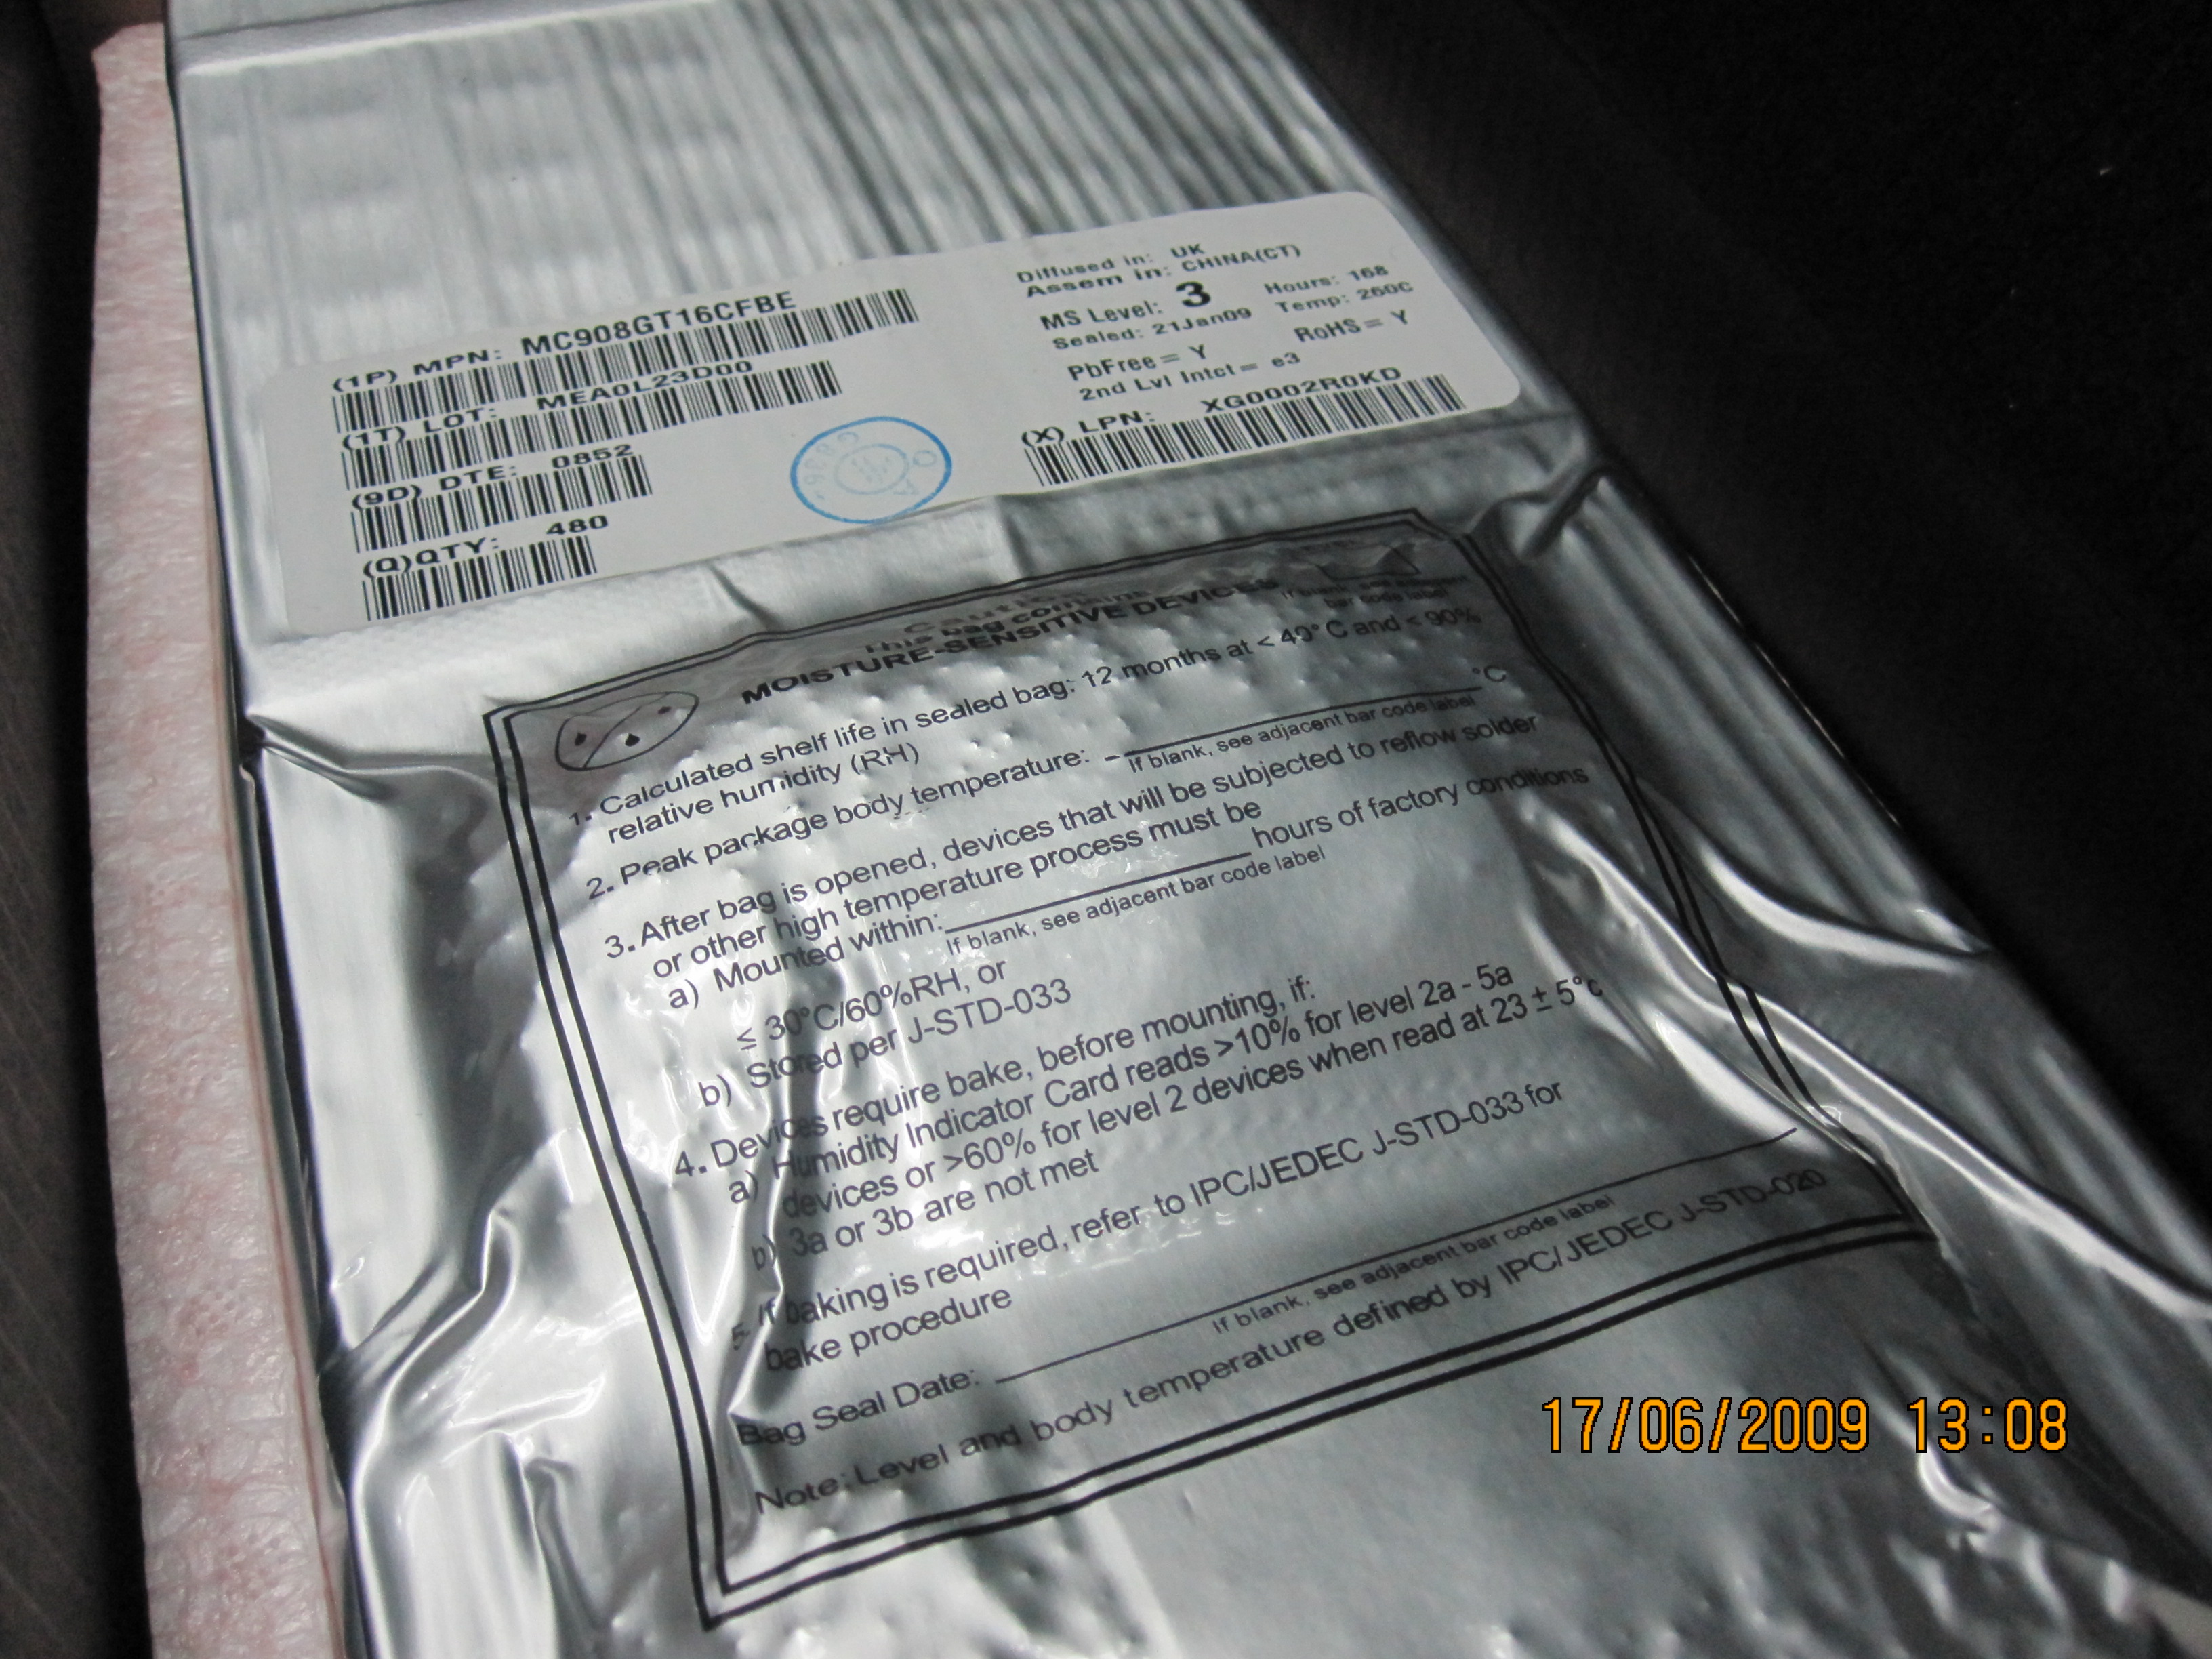 (1P) MPN: MC908GT16CFBE
(1T) LOT: MEA0L23D00
(9D) DTE: 0852
(Q)QTY: 480
Diffused in: UK
Assem in: CHINA(CT)
MS Level: 3 Hours: 168
Sealed: 21Jan09 Temp: 260C
PbFree= Y RoHS= Y
2nd Lvl Intct= e3
(X) LPN: XG0002R0KD
This bag contains
MOISTURE-SENSITIVE DEVICES
bar code label
1. Calculated shelf life in sealed bag: 12 months at < 40° C and < 90%
relative humidity (RH)
2. Peak package body temperature: °C
If blank, see adjacent bar code label
3. After bag is opened, devices that will be subjected to reflow solder
or other high temperature process must be
a) Mounted within: hours of factory conditions
If blank, see adjacent bar code label
≤ 30°C/60%RH, or
b) Stored per J-STD-033
4. Devices require bake, before mounting, if:
a) Humidity Indicator Card reads >10% for level 2a - 5a
devices or >60% for level 2 devices when read at 23 ± 5°c
b) 3a or 3b are not met
5. If baking is required, refer to IPC/JEDEC J-STD-033 for
bake procedure
Bag Seal Date:
If blank, see adjacent bar code label
Note: Level and body temperature defined by IPC/JEDEC J-STD-020
17/06/2009 13:08